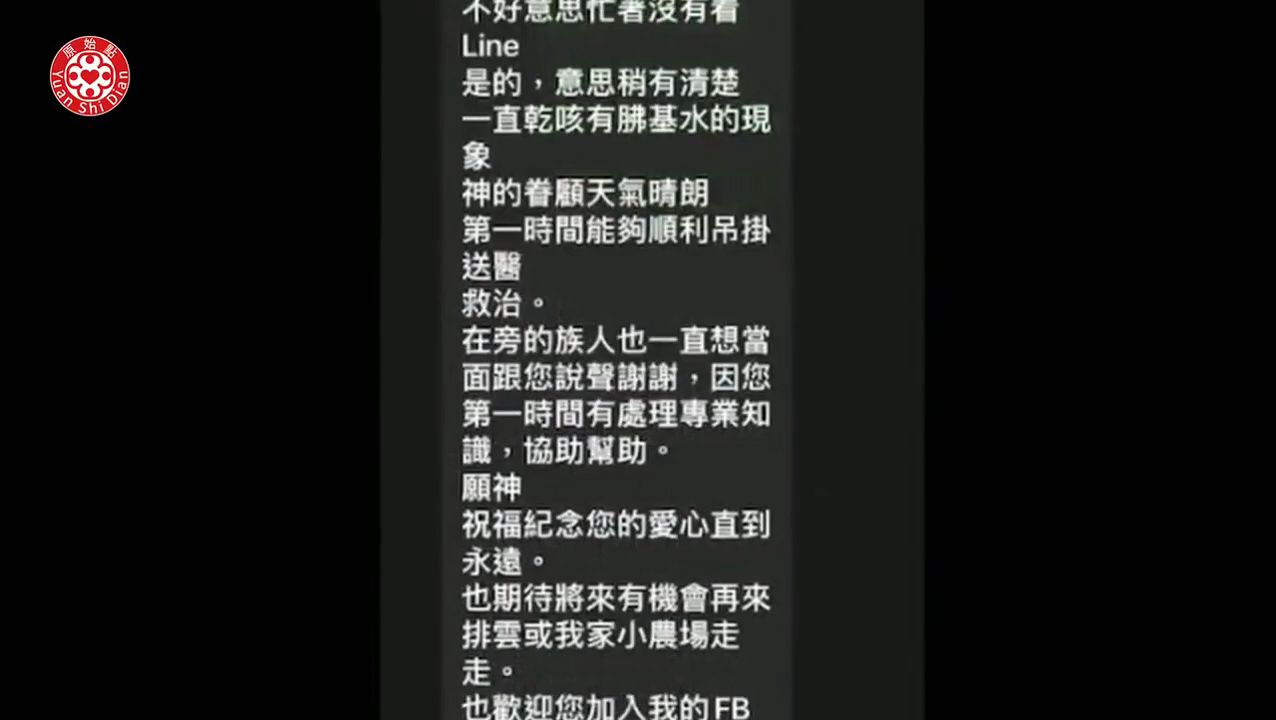 原始點
Yuan Shi Dian
不好意思忙著沒有看
Line
是的，意思稍有清楚
一直乾咳有胇基水的現
象
神的眷顧天氣晴朗
第一時間能夠順利吊掛
送醫
救治。
在旁的族人也一直想當
面跟您說聲謝謝，因您
第一時間有處理專業知
識，協助幫助。
願神
祝福紀念您的愛心直到
永遠。
也期待將來有機會再來
排雲或我家小農場走
走。
也歡迎您加入我的FB